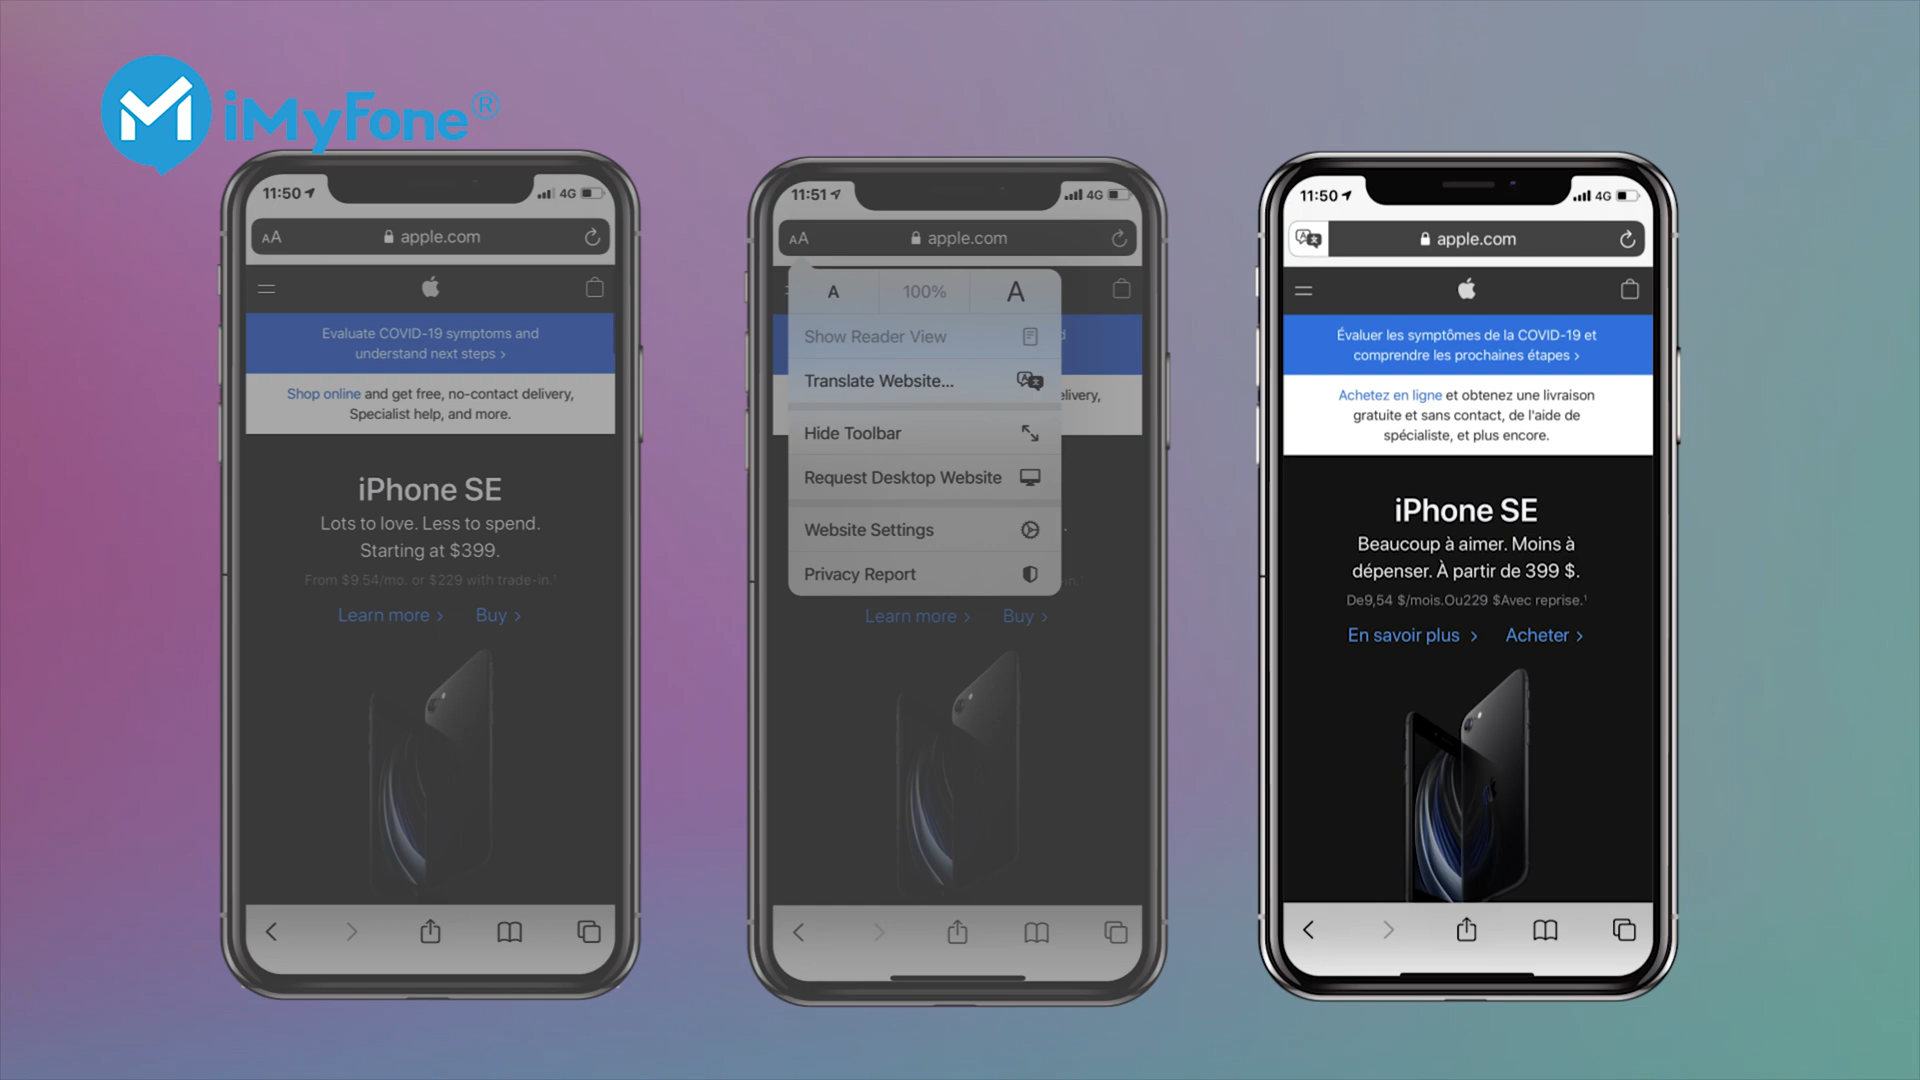 iMyFone®
11:50
4G
AA
apple.com
Evaluate COVID-19 symptoms and
understand next steps >
Shop online and get free, no-contact delivery,
Specialist help, and more.
iPhone SE
Lots to love. Less to spend.
Starting at $399.
From $9.54/mo. or $229 with trade-in.¹
Learn more >
Buy >
11:51
4G
AA
apple.com
A
100%
A
Show Reader View
Translate Website...
elivery,
Hide Toolbar
Request Desktop Website
Website Settings
Privacy Report
Learn more >
Buy >
11:50
4G
apple.com
Évaluer les symptômes de la COVID-19 et
comprendre les prochaines étapes >
Achetez en ligne et obtenez une livraison
gratuite et sans contact, de l'aide de
spécialiste, et plus encore.
iPhone SE
Beaucoup à aimer. Moins à
dépenser. À partir de 399 $.
De9,54 $/mois.Ou229 $Avec reprise.¹
En savoir plus >
Acheter >